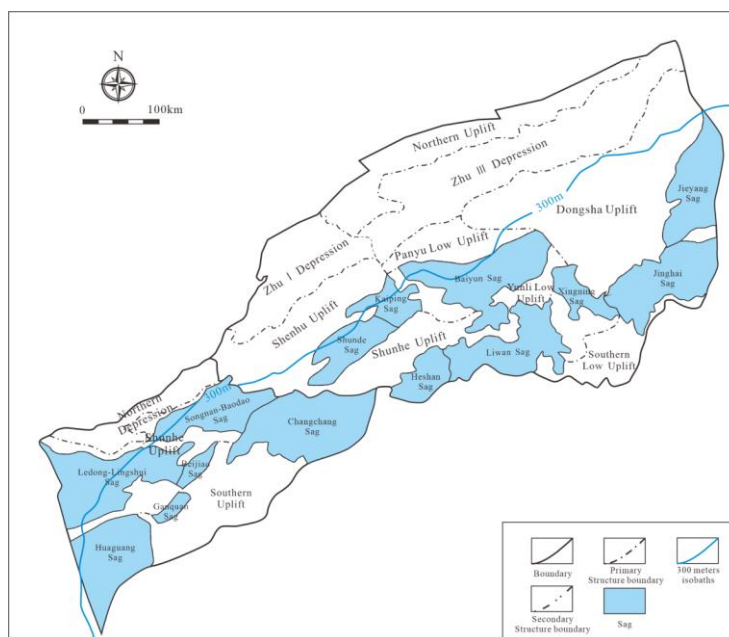 N
0 100km
Northern Uplift
Zhu III Depression
Jieyang
Sag
300m
Dongsha Uplift
Panyu Low Uplift
Zhu I Depression
Baiyun Sag
Jinghai
Sag
Yunli Low
Uplift
Xingning
Sag
Kaiping
Sag
Shenhu Uplift
Shunde
Sag
Shunhe Uplift
Liwan Sag
Southern
Low Uplift
Heshan
Sag
300m
Northern
Depression
Songnan-Baodao
Sag
Changchang
Sag
Shunhe
Uplift
Beijiao
Sag
Ledong-Lingshui
Sag
Southern
Uplift
Ganquan
Sag
Huaguang
Sag
Boundary
Primary
Structure boundary
300 meters
isobaths
Secondary
Structure boundary
Sag